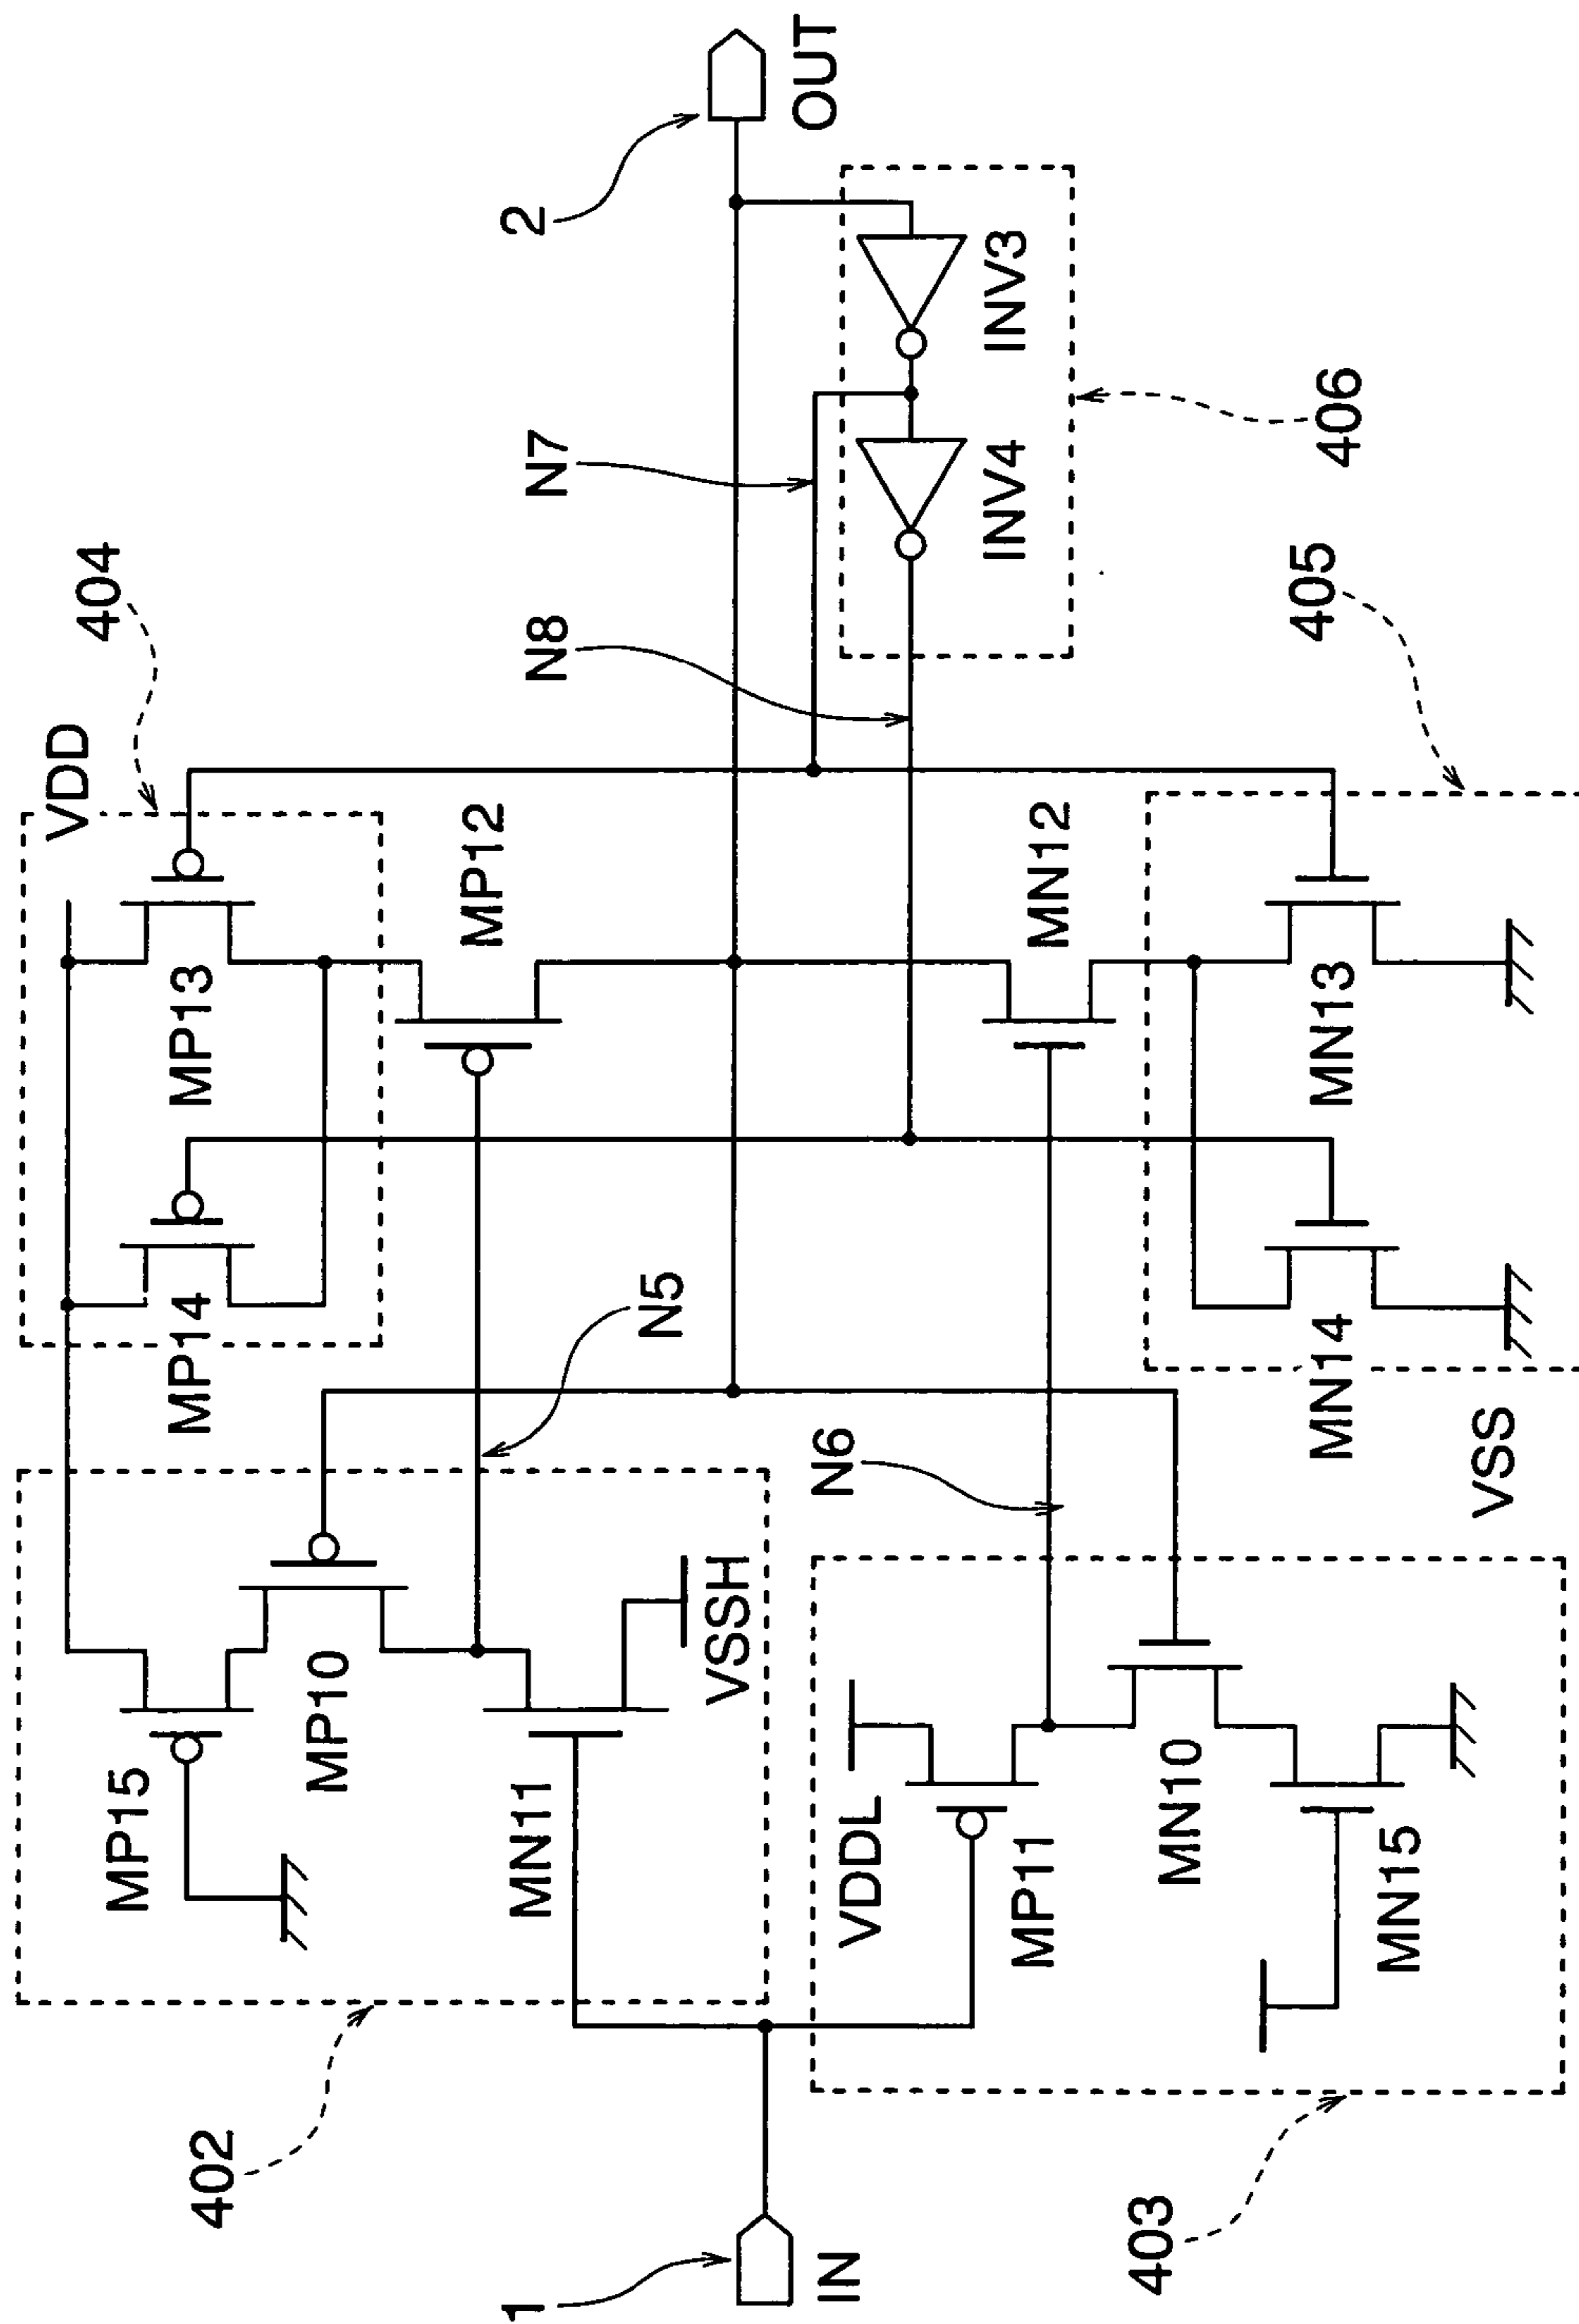 404
VDD
402
MP15
MP14
MP13
MP10
MP12
N5
N8
N7
2
MN11
VSSH
OUT
1
IN
VDDL
N6
MP11
MN12
INV4
INV3
403
MN10
MN15
MN14
MN13
405
406
VSS